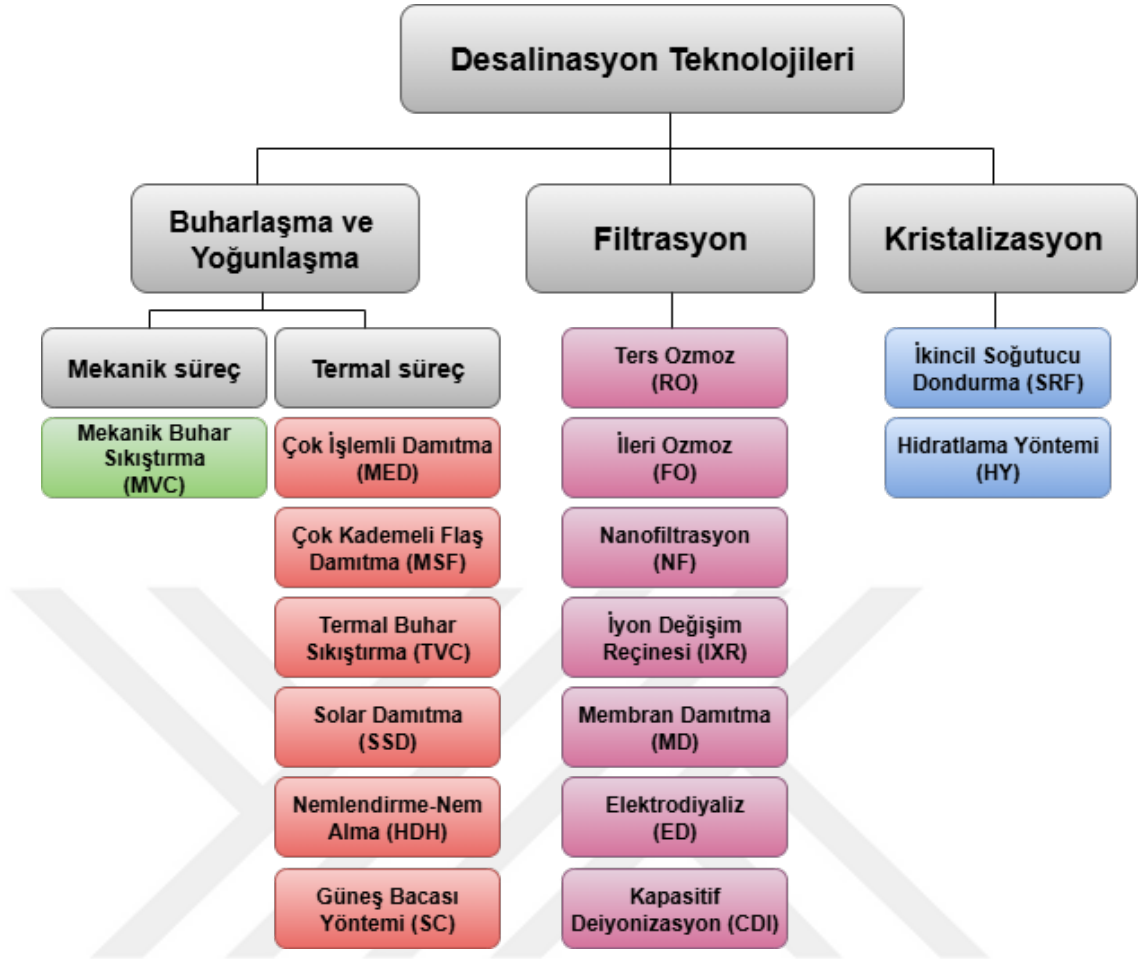 Desalinasyon Teknolojileri
Buharlaşma ve
Yoğunlaşma
Filtrasyon
Kristalizasyon
Mekanik süreç
Termal süreç
Mekanik Buhar
Sıkıştırma
(MVC)
Çok İşlemli Damıtma
(MED)
Çok Kademeli Flaş
Damıtma (MSF)
Termal Buhar
Sıkıştırma (TVC)
Solar Damıtma
(SSD)
Nemlendirme-Nem
Alma (HDH)
Güneş Bacası
Yöntemi (SC)
Ters Ozmoz
(RO)
İleri Ozmoz
(FO)
Nanofiltrasyon
(NF)
İyon Değişim
Reçinesi (IXR)
Membran Damıtma
(MD)
Elektrodiyaliz
(ED)
Kapasitif
Deiyonizasyon (CDI)
İkincil Soğutucu
Dondurma (SRF)
Hidratlama Yöntemi
(HY)